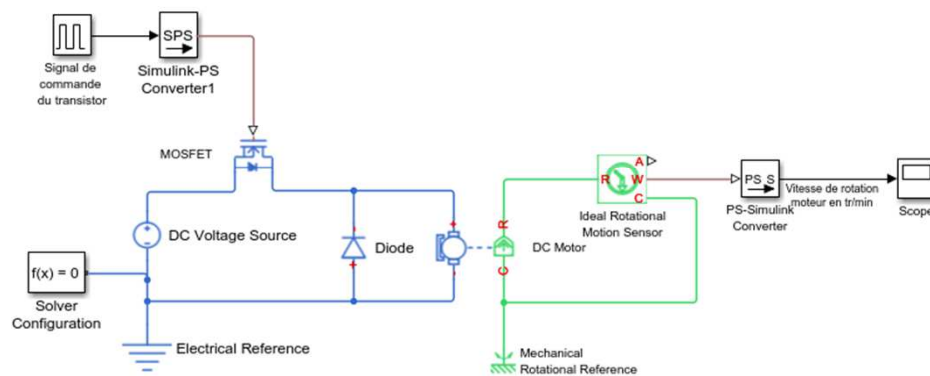 SPS
Signal de
commande
du transistor
Simulink-PS
Converter1
MOSFET
DC Voltage Source
f(x) = 0
Solver
Configuration
Electrical Reference
Diode
DC Motor
R
C
R
A
W
C
Ideal Rotational
Motion Sensor
Mechanical
Rotational Reference
PS S
PS-Simulink
Converter
Vitesse de rotation
moteur en tr/min
Scope